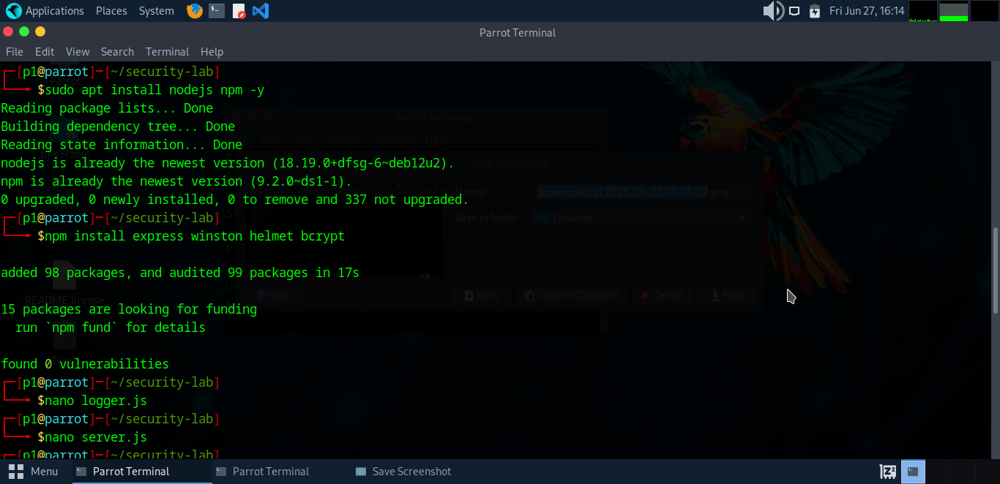 Applications Places System Fri Jun 27, 16:14
Parrot Terminal
File Edit View Search Terminal Help
[p1@parrot]─[~/security-lab]
$sudo apt install nodejs npm -y
Reading package lists... Done
Building dependency tree... Done
Reading state information... Done
nodejs is already the newest version (18.19.0+dfsg-6~deb12u2).
npm is already the newest version (9.2.0~ds1-1).
0 upgraded, 0 newly installed, 0 to remove and 337 not upgraded.
[p1@parrot]─[~/security-lab]
$npm install express winston helmet bcrypt
added 98 packages, and audited 99 packages in 17s
15 packages are looking for funding
run `npm fund` for details
found 0 vulnerabilities
[p1@parrot]─[~/security-lab]
$nano logger.js
[p1@parrot]─[~/security-lab]
$nano server.js
[p1@parrot]─[~/security-lab]
Parrot Terminal
Edit View Search Terminal Help
Save Screenshot
Name: Screenshot at 2025-06-27 16-14-07.png
Save in folder: Desktop
Help New Copy to Clipboard Cancel Save
README.license
Menu Parrot Terminal Parrot Terminal Save Screenshot